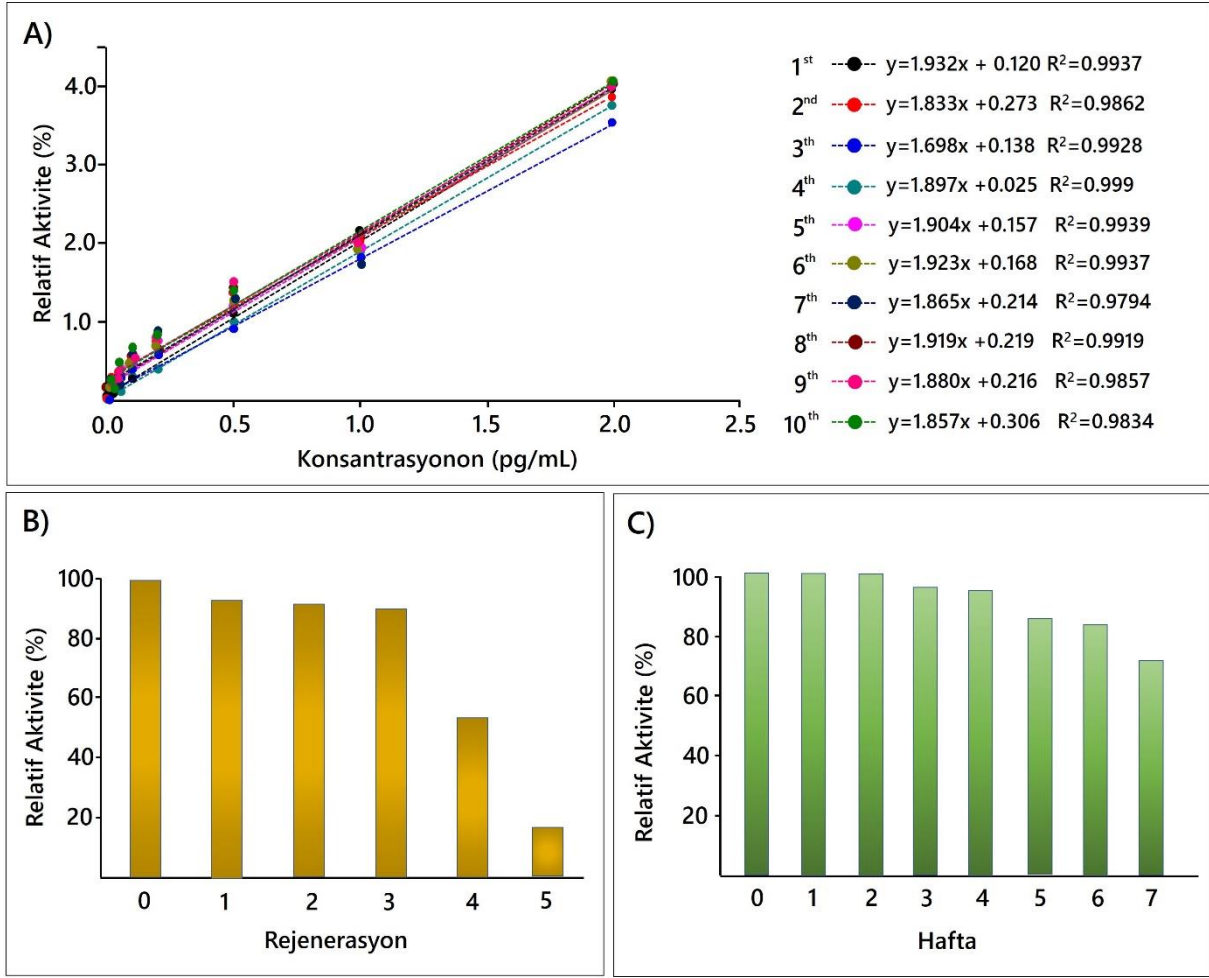 A)
Relatif Aktivite (%)
4.0
3.0
2.0
1.0
0.0 0.5 1.0 1.5 2.0 2.5
Konsantrasyonon (pg/mL)
1st y=1.932x + 0.120 R2=0.9937
2nd y=1.833x +0.273 R2=0.9862
3th y=1.698x +0.138 R2=0.9928
4th y=1.897x +0.025 R2=0.999
5th y=1.904x +0.157 R2=0.9939
6th y=1.923x +0.168 R2=0.9937
7th y=1.865x +0.214 R2=0.9794
8th y=1.919x +0.219 R2=0.9919
9th y=1.880x +0.216 R2=0.9857
10th y=1.857x +0.306 R2=0.9834
B)
Relatif Aktivite (%)
100
80
60
40
20
0 1 2 3 4 5
Rejenerasyon
C)
Relatif Aktivite (%)
100
80
60
40
20
0 1 2 3 4 5 6 7
Hafta